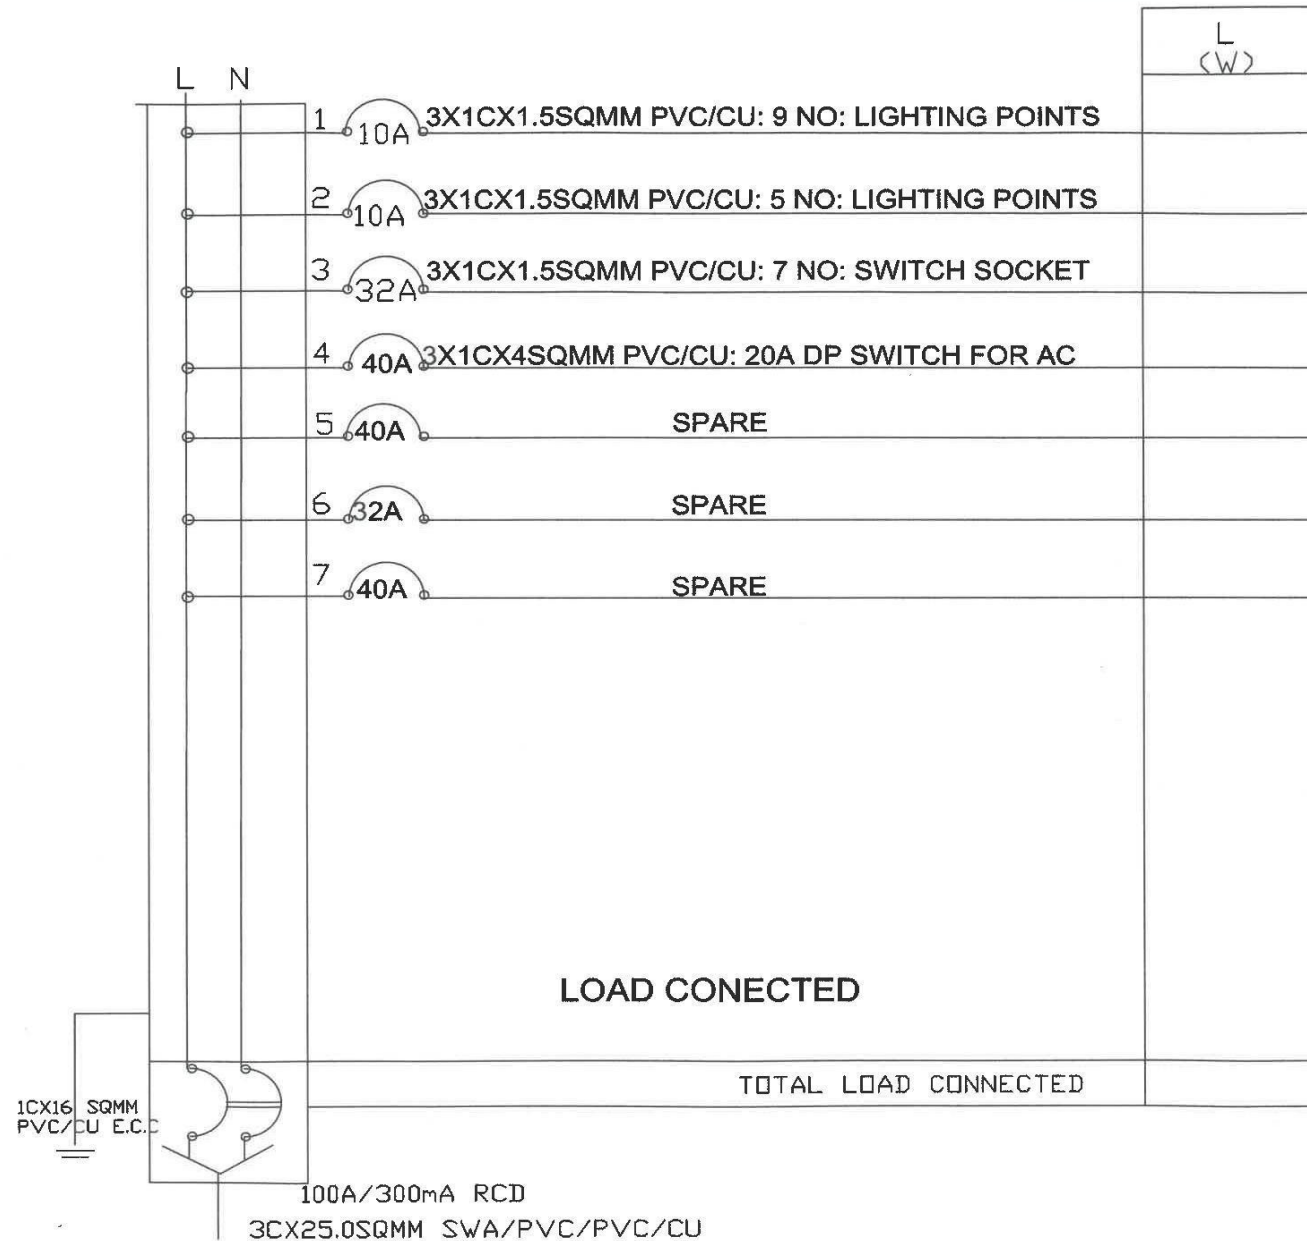 L
(W)
L N
1 10A 3X1CX1.5SQMM PVC/CU: 9 NO: LIGHTING POINTS
2 10A 3X1CX1.5SQMM PVC/CU: 5 NO: LIGHTING POINTS
3 32A 3X1CX1.5SQMM PVC/CU: 7 NO: SWITCH SOCKET
4 40A 3X1CX4SQMM PVC/CU: 20A DP SWITCH FOR AC
5 40A SPARE
6 32A SPARE
7 40A SPARE
LOAD CONECTED
TOTAL LOAD CONNECTED
1CX16 SQMM
PVC/CU E.C.C
100A/300mA RCD
3CX25.0SQMM SWA/PVC/PVC/CU